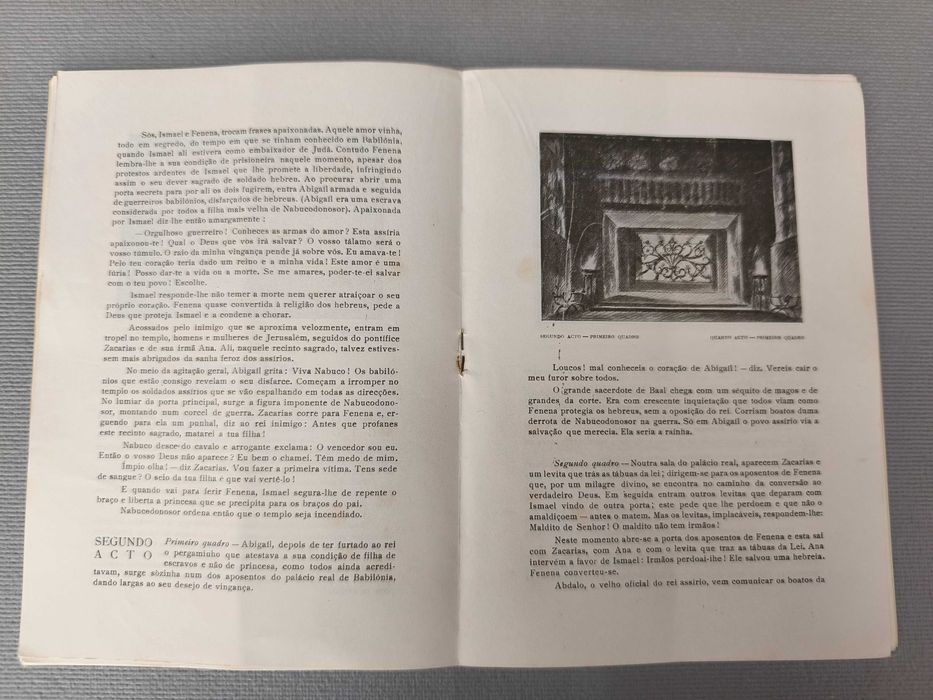 Sós, Ismael e Fenena, trocam frases apaixonadas. Aquele amor vinha,
todo em segredo, do tempo em que se tinham conhecido em Babilónia,
quando Ismael ali estivera como embaixador de Judá. Contudo Fenena
lembra-lhe a sua condição de prisioneira naquele momento, apesar dos
protestos ardentes de Ismael que lhe promete a liberdade, infringindo
assim o seu dever sagrado de soldado hebreu. Ao procurar abrir uma
porta secreta para por ali os dois fugirem, entra Abigaíl armada e seguida
de guerreiros babilónios, disfarçados de hebreus. (Abigaíl era uma escrava
considerada por todos a filha mais velha de Nabucodonosor). Apaixonada
por Ismael diz-lhe então amargamente :
— Orgulhoso guerreiro! Conheces as armas do amor? Esta assíria
apaixonou-te! Qual o Deus que vos irá salvar? O vosso tálamo será o
vosso túmulo. O raio da minha vingança pende já sôbre vós. Eu amava-te!
Pelo teu coração teria dado um reino e a minha vida! Este amor é uma
fúria! Posso dar-te a vida ou a morte. Se me amares, poder-te-eí salvar
com o teu povo! Escolhe.
Ismael responde-lhe não temer a morte nem querer atraiçoar o seu
próprio coração. Fenena quase convertida à religião dos hebreus, pede a
Deus que proteja Ismael e a condene a chorar.
Acossados pelo inimigo que se aproxima velozmente, entram em
tropel no templo, homens e mulheres de Jerusalém, seguidos do pontífice
Zacarias e de sua irmã Ana. Ali, naquele recinto sagrado, talvez estives-
sem mais abrigados da sanha feroz dos assírios.
No meio da agitação geral, Abigaíl grita: Viva Nabuco! Os babiló-
nios que estão consigo revelam o seu disfarce. Começam a irromper no
templo os soldados assírios que se vão espalhando em todas as direcções.
No limiar da porta principal, surge a figura imponente de Nabucodono-
sor, montando num corcel de guerra. Zacarias corre para Fenena e, er-
guendo para ela um punhal, diz ao rei inimigo: Antes que profanes
este recinto sagrado, matarei a tua filha!
Nabuco desce do cavalo e arrogante exclama: O vencedor sou eu.
Então o vosso Deus não aparece? Eu bem o chamei. Têm medo de mim.
Ímpio olha! — diz Zacarias. Vou fazer a primeira vítima. Tens sede
de sangue? O seio da tua filha é que vai vertê-lo!
E quando vai para ferir Fenena, Ismael segura-lhe de repente o
braço e liberta a princesa que se precipita para os braços do pai.
Nabucodonosor ordena então que o templo seja incendiado.
SEGUNDO
ACTO
Primeiro quadro — Abigaíl, depois de ter furtado ao rei
o pergaminho que atestava a sua condição de filha de
escravos e não de princesa, como todos ainda acredi-
tavam, surge sòzinha num dos aposentos do palácio real de Babilónia,
dando largas ao seu desejo de vingança.
SEGUNDO ACTO — PRIMEIRO QUADRO
QUARTO ACTO — PRIMEIRO QUADRO
Loucos! mal conheceis o coração de Abigaíl! — diz. Vereis cair o
meu furor sobre todos.
O grande sacerdote de Baal chega com um séquito de magos e de
grandes da corte. Era com crescente inquietação que todos viam como
Fenena protegia os hebreus, sem a oposição do rei. Corriam boatos duma
derrota de Nabucodonosor na guerra. Só em Abigaíl o povo assírio via a
salvação que merecia. Ela seria a raínha.
Segundo quadro — Noutra sala do palácio real, aparecem Zacarias e
um levita que trás as tábuas da lei; dirigem-se para os aposentos de Fenena
que, por um milagre divino, se encontra no caminho da conversão ao
verdadeiro Deus. Em seguida entram outros levitas que deparam com
Ismael vindo de outra porta; este pede que lhe perdoem e que não o
amaldiçoem — antes o matem. Mas os levitas, implacáveis, respondem-lhe:
Maldito de Senhor! O maldito não tem irmãos!
Neste momento abre-se a porta dos aposentos de Fenena e esta sai
com Zacarias, com Ana e com o levita que traz as tábuas da Lei. Ana
intervém a favor de Ismael: Irmãos perdoai-lhe! Ele salvou uma hebreia.
Fenena converteu-se.
Abdalo, o velho oficial do rei assírio, vem comunicar os boatos da